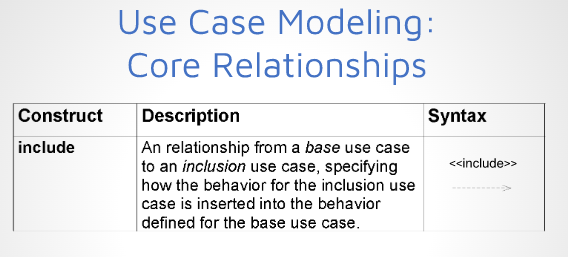 Use Case Modeling:
Core Relationships
Construct Description Syntax
include An relationship from a base use case
to an inclusion use case, specifying
how the behavior for the inclusion use
case is inserted into the behavior
defined for the base use case.
<<include>>